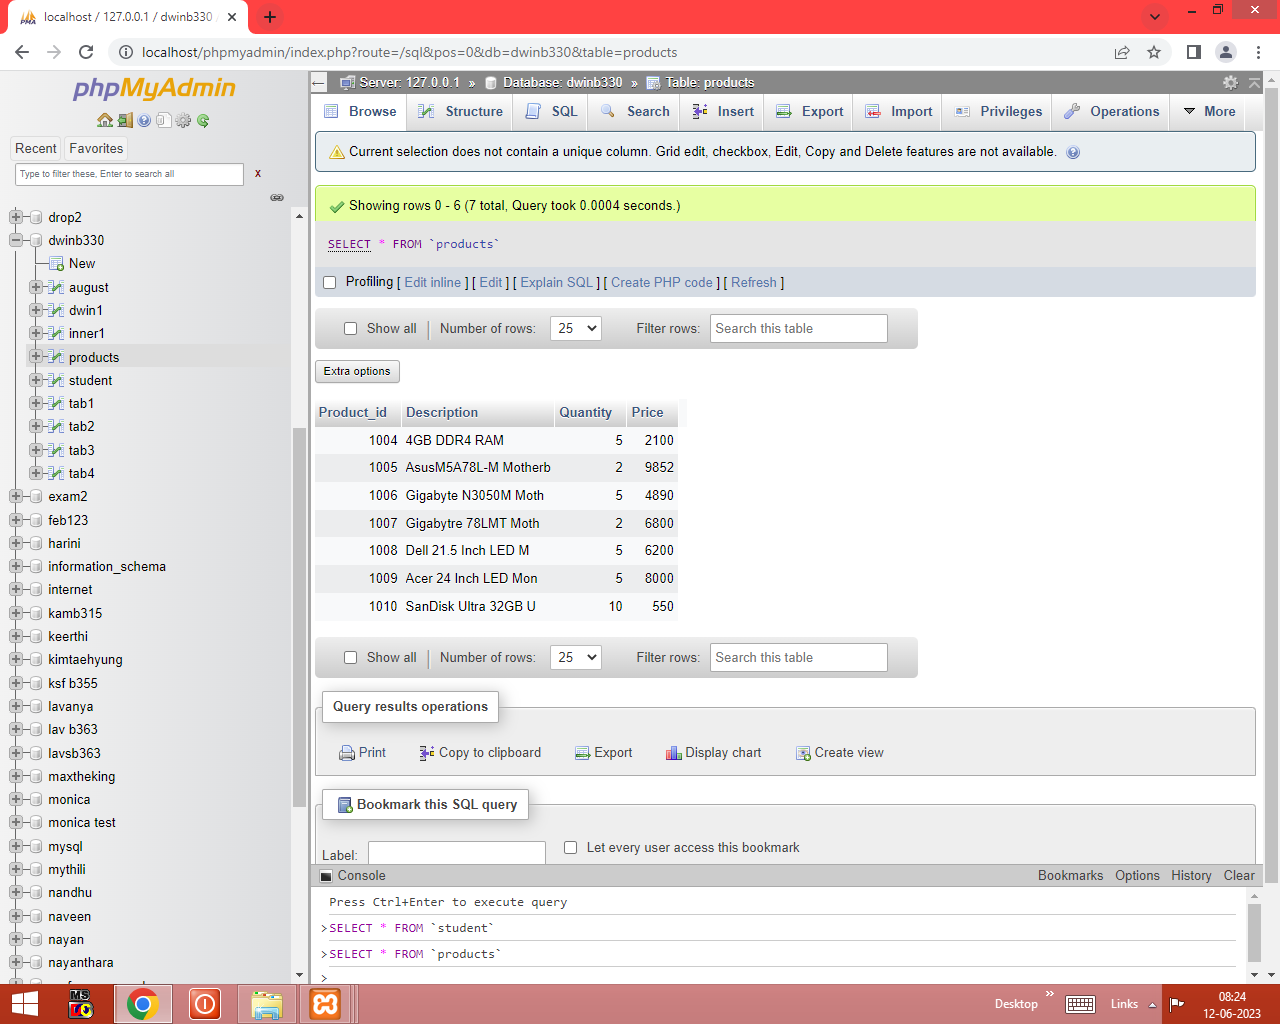 localhost / 127.0.0.1 / dwinb330
localhost/phpmyadmin/index.php?route=/sql&pos=0&db=dwinb330&table=products
phpMyAdmin
Recent Favorites
Type to filter these, Enter to search all X
drop2
dwinb330
New
august
dwin1
inner1
products
student
tab1
tab2
tab3
tab4
exam2
feb123
harini
information_schema
internet
kamb315
keerthi
kimtaehyung
ksf b355
lavanya
lav b363
lavsb363
maxtheking
monica
monica test
mysql
mythili
nandhu
naveen
nayan
nayanthara
Server: 127.0.0.1 » Database: dwinb330 » Table: products
Browse Structure SQL Search Insert Export Import Privileges Operations More
Current selection does not contain a unique column. Grid edit, checkbox, Edit, Copy and Delete features are not available.
Showing rows 0 - 6 (7 total, Query took 0.0004 seconds.)
SELECT * FROM `products`
Profiling [ Edit inline ] [ Edit ] [ Explain SQL ] [ Create PHP code ] [ Refresh ]
Show all Number of rows: 25 Filter rows: Search this table
Extra options
Product_id Description Quantity Price
1004 4GB DDR4 RAM 5 2100
1005 AsusM5A78L-M Motherb 2 9852
1006 Gigabyte N3050M Moth 5 4890
1007 Gigabytre 78LMT Moth 2 6800
1008 Dell 21.5 Inch LED M 5 6200
1009 Acer 24 Inch LED Mon 5 8000
1010 SanDisk Ultra 32GB U 10 550
Show all Number of rows: 25 Filter rows: Search this table
Query results operations
Print Copy to clipboard Export Display chart Create view
Bookmark this SQL query
Label: Let every user access this bookmark
Console Bookmarks Options History Clear
Press Ctrl+Enter to execute query
>SELECT * FROM `student`
>SELECT * FROM `products`
>
Desktop » Links 08:24
12-06-2023